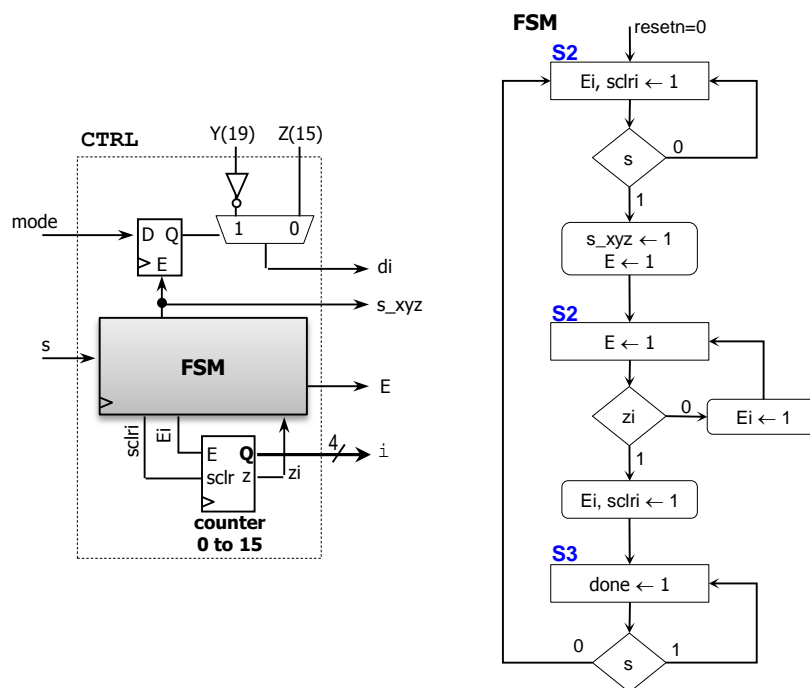 CTRL
Y(19) Z(15)
1 0
mode
D Q
E
di
s_xyz
s
FSM
E
sclri
Ei
E Q
sclr z
zi
4
i
counter
0 to 15
FSM
resetn=0
S2
Ei, sclri ← 1
s
0
1
s_xyz ← 1
E ← 1
S2
E ← 1
zi
0
Ei ← 1
1
Ei, sclri ← 1
S3
done ← 1
0
s
1